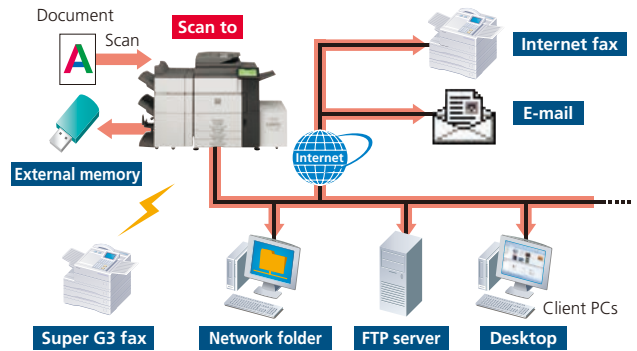 Document
Scan
A
Scan to
Internet fax
E-mail
Internet
External memory
Client PCs
Super G3 fax
Network folder
FTP server
Desktop